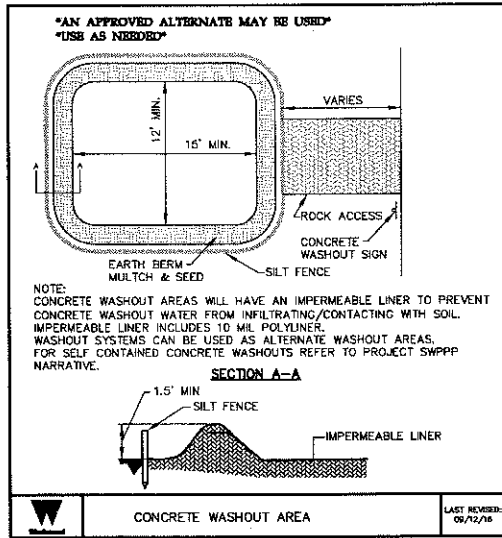 *AN APPROVED ALTERNATE MAY BE USED*
*USE AS NEEDED*
VARIES
12' MIN.
15' MIN.
A
A
ROCK ACCESS
CONCRETE
WASHOUT SIGN
EARTH BERM
MULTCH & SEED
SILT FENCE
NOTE:
CONCRETE WASHOUT AREAS WILL HAVE AN IMPERMEABLE LINER TO PREVENT
CONCRETE WASHOUT WATER FROM INFILTRATING/CONTACTING WITH SOIL.
IMPERMEABLE LINER INCLUDES 10 MIL POLYLINER.
WASHOUT SYSTEMS CAN BE USED AS ALTERNATE WASHOUT AREAS.
FOR SELF CONTAINED CONCRETE WASHOUTS REFER TO PROJECT SWPPP
NARRATIVE.
SECTION A-A
1.5' MIN
SILT FENCE
IMPERMEABLE LINER
W
CONCRETE WASHOUT AREA
LAST REVISED:
09/12/16